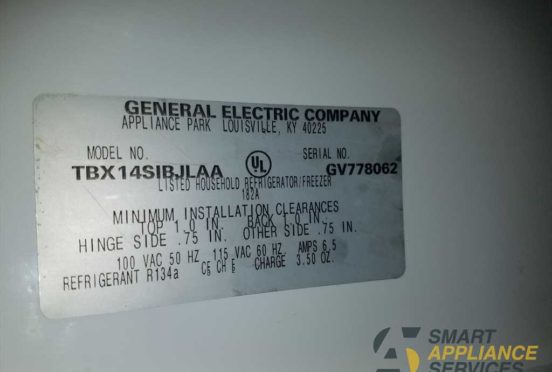 GENERAL ELECTRIC COMPANY
APPLIANCE PARK LOUISVILLE, KY 40225
MODEL NO. SERIAL NO.
TBX14SIBJLAA UL GV778062
LISTED HOUSEHOLD REFRIGERATOR/FREEZER
182A
MINIMUM INSTALLATION CLEARANCES
TOP 1.0 IN. BACK 1.0 IN.
HINGE SIDE .75 IN. OTHER SIDE .75 IN.
100 VAC 50 HZ 115 VAC 60 HZ AMPS 6.5
REFRIGERANT R134a CHARGE 3.50 OZ.
SMART
APPLIANCE
SERVICES